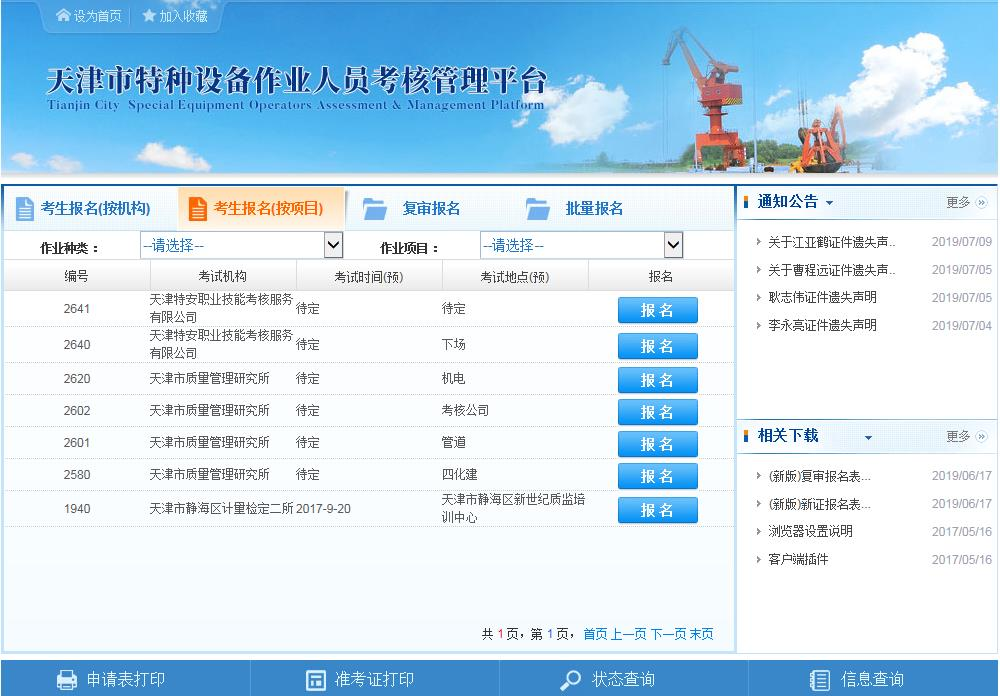 设为首页 加入收藏
天津市特种设备作业人员考核管理平台
Tianjin City Special Equipment Operators Assessment & Management Platform
考生报名(按机构) 考生报名(按项目) 复审报名 批量报名
作业种类： --请选择-- 作业项目： --请选择--
编号 考试机构 考试时间(预) 考试地点(预) 报名
2641 天津特安职业技能考核服务有限公司 待定 待定 报 名
2640 天津特安职业技能考核服务有限公司 待定 下场 报 名
2620 天津市质量管理研究所 待定 机电 报 名
2602 天津市质量管理研究所 待定 考核公司 报 名
2601 天津市质量管理研究所 待定 管道 报 名
2580 天津市质量管理研究所 待定 四化建 报 名
1940 天津市静海区计量检定二所 2017-9-20 天津市静海区新世纪质监培训中心 报 名
共 1 页，第 1 页， 首页 上一页 下一页 末页
通知公告 更多
关于江亚鹤证件遗失声.. 2019/07/09
关于曹程远证件遗失声.. 2019/07/05
耿志伟证件遗失声明 2019/07/05
李永亮证件遗失声明 2019/07/04
相关下载 更多
(新版)复审报名表... 2019/06/17
(新版)新证报名表... 2019/06/17
浏览器设置说明 2017/05/16
客户端插件 2017/05/16
申请表打印 准考证打印 状态查询 信息查询